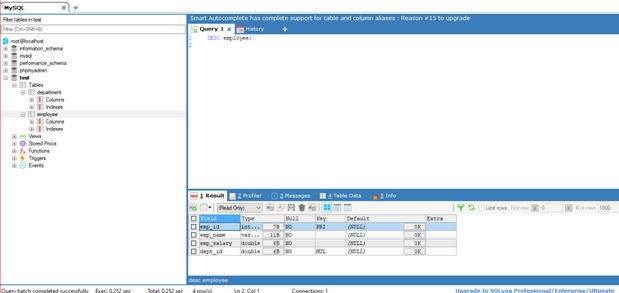 MySQL
Filter tables in test
Filter (Ctrl+Shift+B)
root@localhost
information_schema
mysql
performance_schema
phpmyadmin
test
Tables
department
Columns
Indexes
employee
Columns
Indexes
Views
Stored Procs
Functions
Triggers
Events
Smart Autocomplete has complete support for table and column aliases : Reason #15 to upgrade
Query 1 History
1 DESC employee;
2
1 Result 2 Profiler 3 Messages 4 Table Data 5 Info
(Read Only) Limit rows First row 0 # of rows 1000
Field Type Null Key Default Extra
emp_id int... 7B NO PRI (NULL) 0K
emp_name var... 11B NO (NULL) 0K
emp_salary double 6B NO (NULL) 0K
dept_id double 6B NO MUL (NULL) 0K
desc employee
Query batch completed successfully Exec: 0.252 sec Total: 0.252 sec 4 row(s) Ln 2, Col 1 Connections: 1 Upgrade to SQLyog Professional/Enterprise/Ultimate